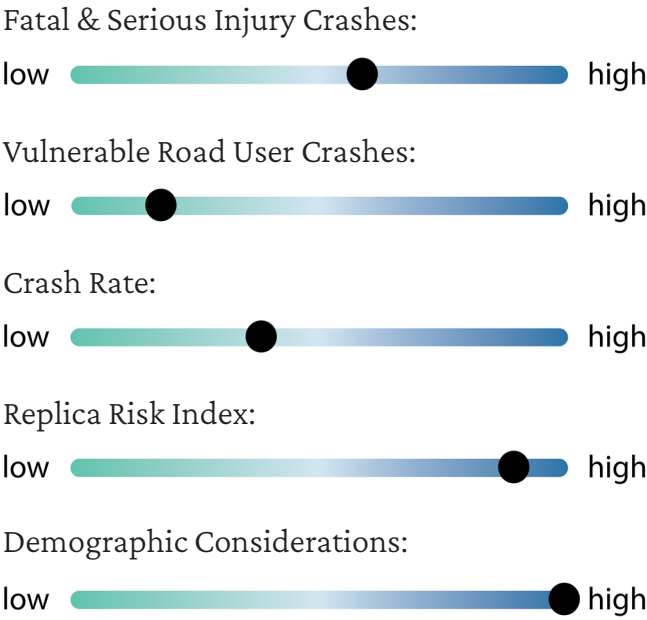 Fatal & Serious Injury Crashes:
low high
Vulnerable Road User Crashes:
low high
Crash Rate:
low high
Replica Risk Index:
low high
Demographic Considerations:
low high